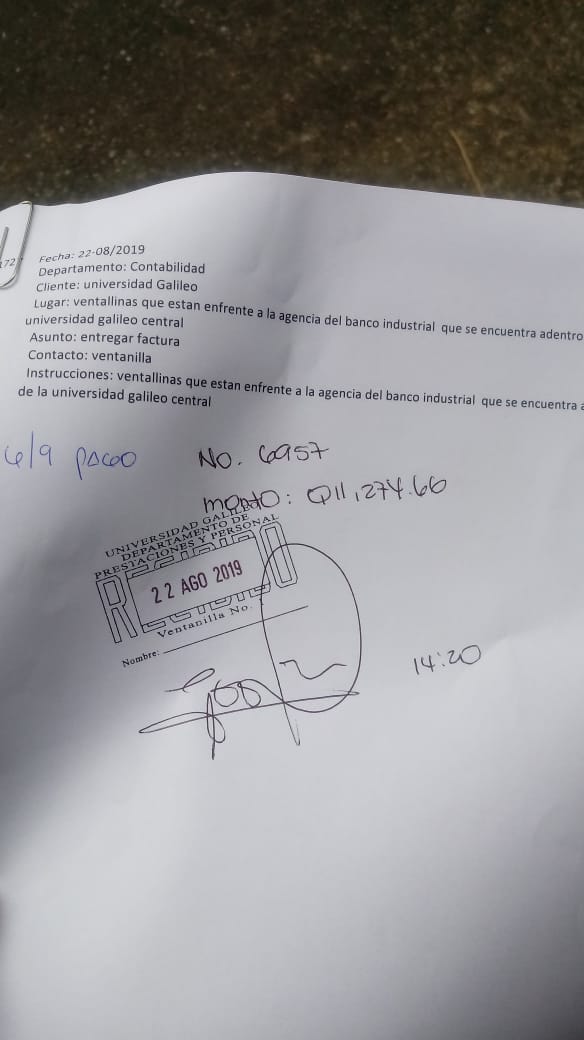 172
Fecha: 22-08/2019
Departamento: Contabilidad
Cliente: universidad Galileo
Lugar: ventallinas que estan enfrente a la agencia del banco industrial que se encuentra adentro
universidad galileo central
Asunto: entregar factura
Contacto: ventanilla
Instrucciones: ventallinas que estan enfrente a la agencia del banco industrial que se encuentra a
de la universidad galileo central
6/9 pago No. 6957
monto: Q11,274.66
UNIVERSIDAD GALILEO
DEPARTAMENTO DE
PRESTACIONES Y PERSONAL
RECIBIDO
22 AGO 2019
Ventanilla No.
Nombre:
14:20